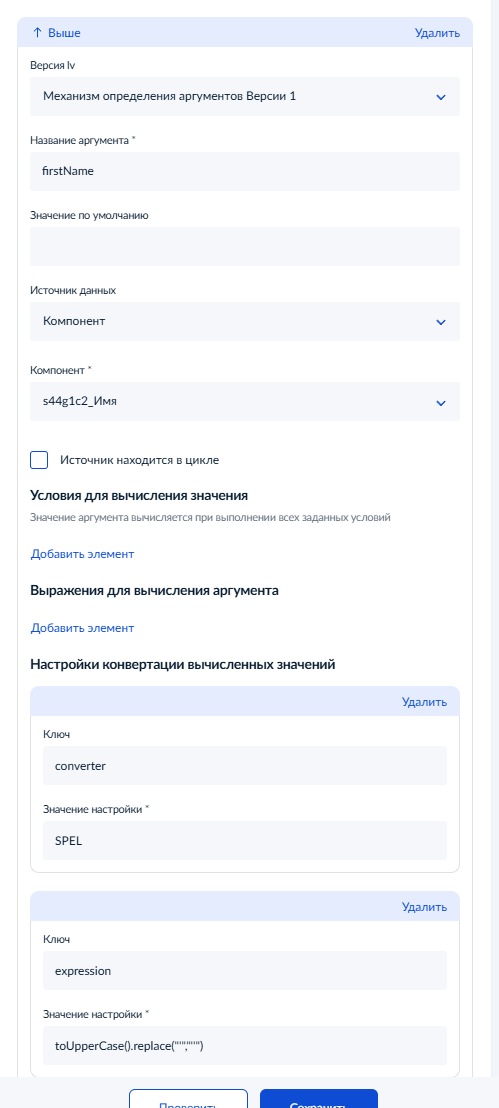 ↑ Выше
Удалить
Версия lv
Механизм определения аргументов Версии 1
Название аргумента *
firstName
Значение по умолчанию
Источник данных
Компонент
Компонент *
s44g1c2_Имя
Источник находится в цикле
Условия для вычисления значения
Значение аргумента вычисляется при выполнении всех заданных условий
Добавить элемент
Выражения для вычисления аргумента
Добавить элемент
Настройки конвертации вычисленных значений
Удалить
Ключ
converter
Значение настройки *
SPEL
Удалить
Ключ
expression
Значение настройки *
toUpperCase().replace("'","''")
Проверить
Сохранить